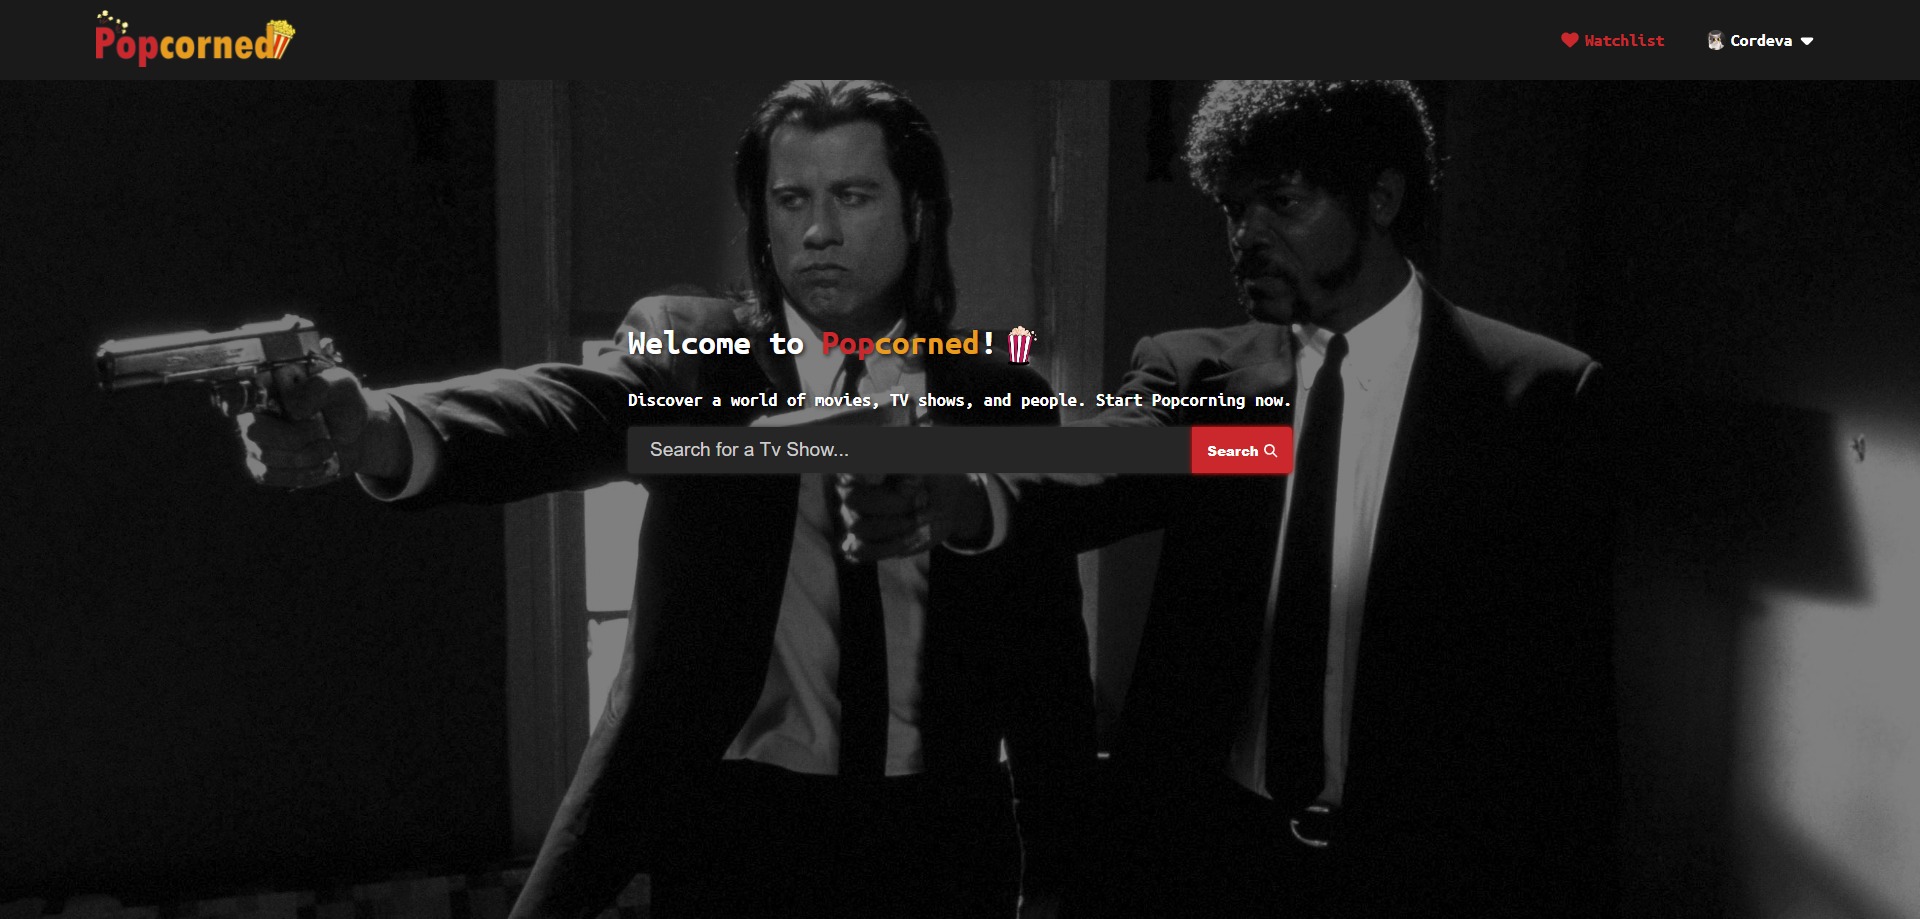 Popcorned
Watchlist
Cordeva
Welcome to Popcorned!
Discover a world of movies, TV shows, and people. Start Popcorning now.
Search for a Tv Show...
Search